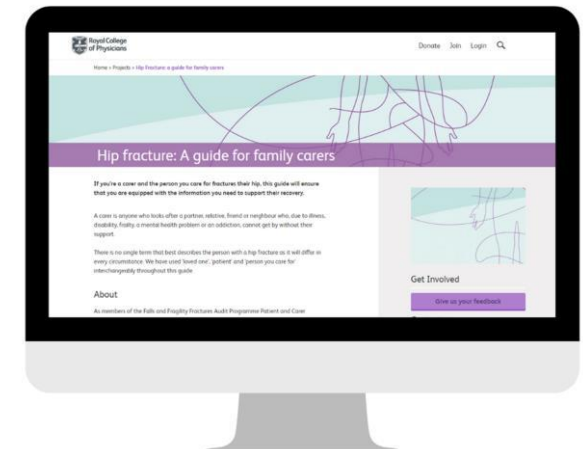 Royal College
of Physicians
Donate Join Login
Home » Projects » Hip fracture: a guide for family carers
Hip fracture: A guide for family carers
If you're a carer and the person you care for fractures their hip, this guide will ensure
that you are equipped with the information you need to support their recovery.
A carer is anyone who looks after a partner, relative, friend or neighbour who, due to illness,
disability, frailty, a mental health problem or an addiction, cannot get by without their
support.
There is no single term that best describes the person with a hip fracture as it will differ in
every circumstance. We have used 'loved one', 'patient' and 'person you care for'
interchangeably throughout this guide.
Get Involved
About
Give us your feedback
As members of the Falls and Fragility Fractures Audit Programme Patient and Carer